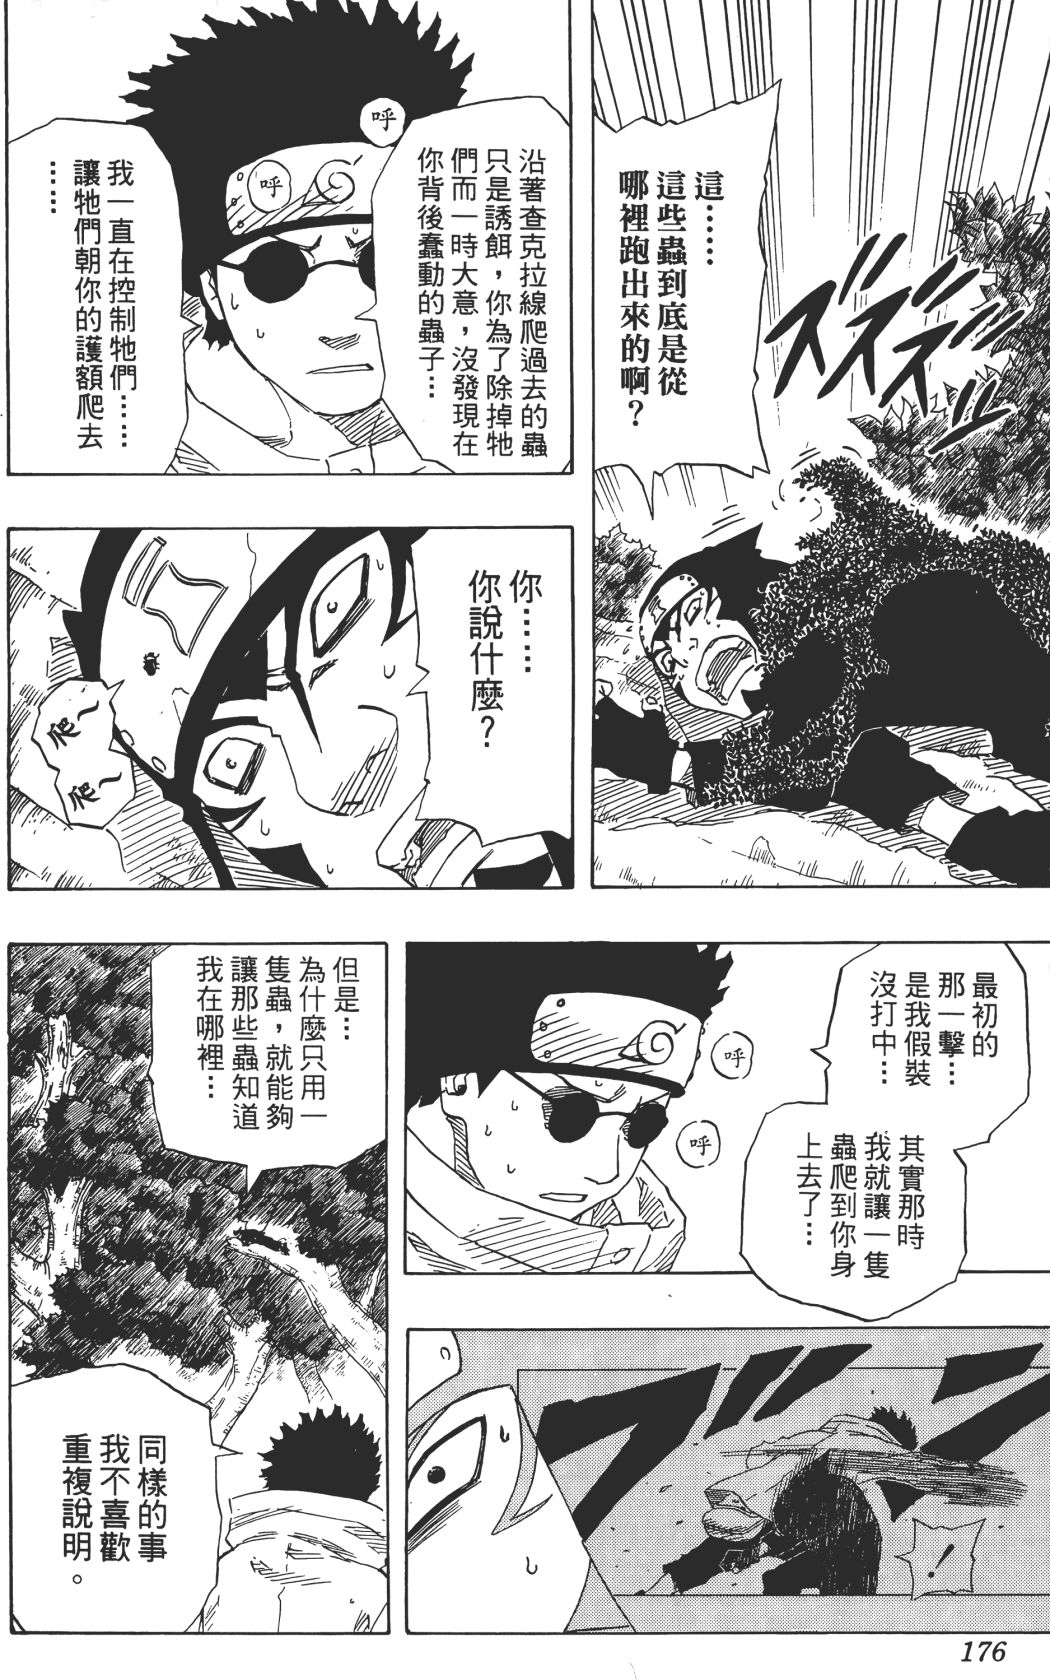 這……
這些蟲到底是從
哪裡跑出來的啊？
ズズズッ
呼
呼
沿著查克拉線爬過去的蟲
只是誘餌，你為了除掉牠
們而一時大意，沒發現在
你背後蠢動的蟲子…
我一直在控制牠們……
讓牠們朝你的護額爬去
……
你……
你說什麼？
爬～
爬～
最初的
那一擊…
是我假裝
沒打中…
其實那時
我就讓一隻
蟲爬到你身
上去了…
呼
呼
ブン
！
但是…
為什麼只用一
隻蟲，就能夠
讓那些蟲知道
我在哪裡…
同樣的事
我不喜歡
重複說明。
176